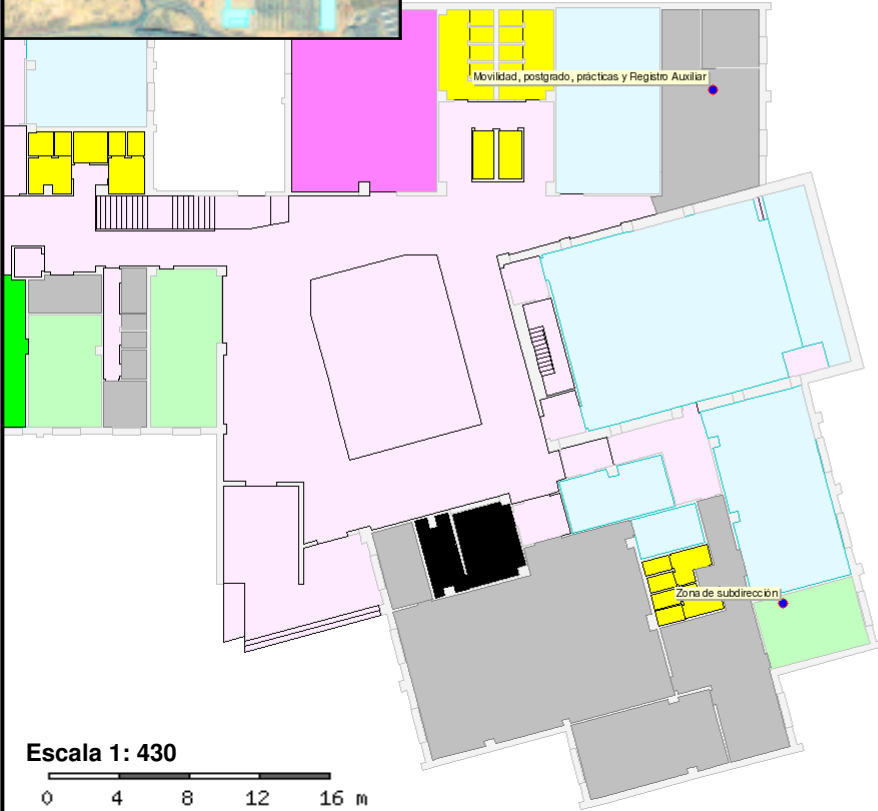 Movilidad, postgrado, prácticas y Registro Auxiliar
Zona de subdirección
Escala 1: 430
0 4 8 12 16 m